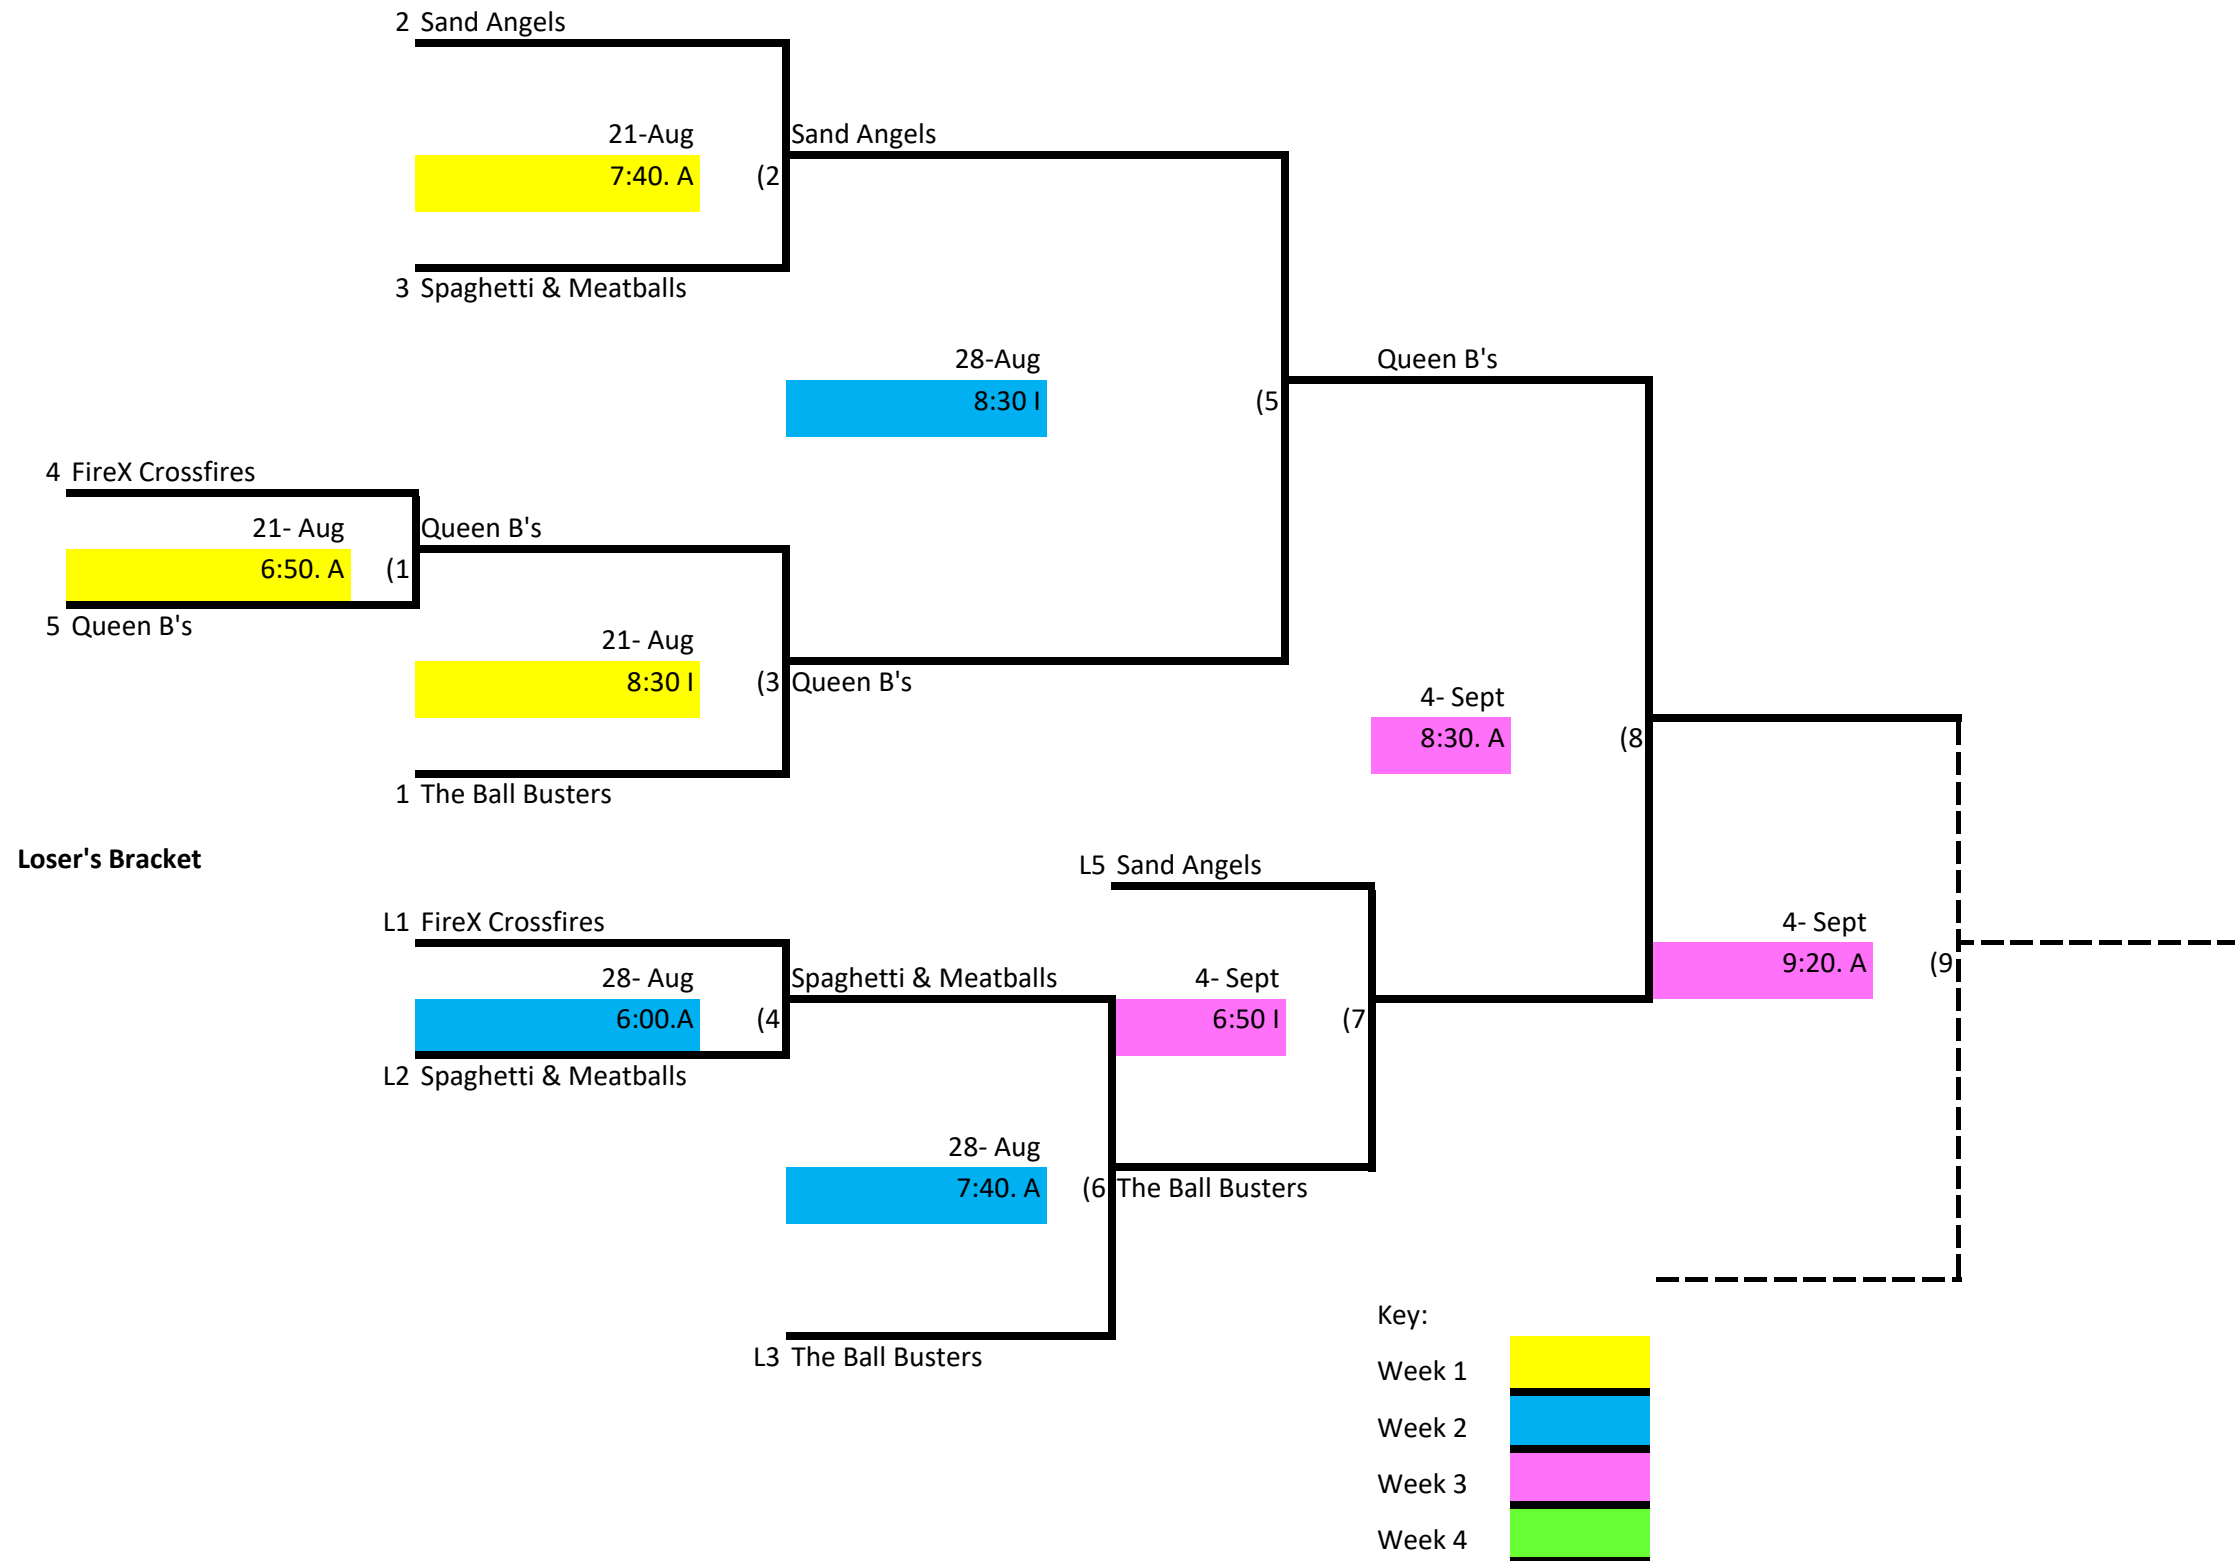 2 Sand Angels
21-Aug
Sand Angels
7:40. A (2
3 Spaghetti & Meatballs
28-Aug
Queen B's
8:30 I (5
4 FireX Crossfires
21- Aug
Queen B's
6:50. A (1
5 Queen B's
21- Aug
8:30 I (3 Queen B's
4- Sept
8:30. A (8
1 The Ball Busters
Loser's Bracket
L5 Sand Angels
L1 FireX Crossfires
4- Sept
28- Aug
Spaghetti & Meatballs
4- Sept
9:20. A (9
6:00.A (4
6:50 I (7
L2 Spaghetti & Meatballs
28- Aug
7:40. A (6 The Ball Busters
Key:
L3 The Ball Busters
Week 1
Week 2
Week 3
Week 4